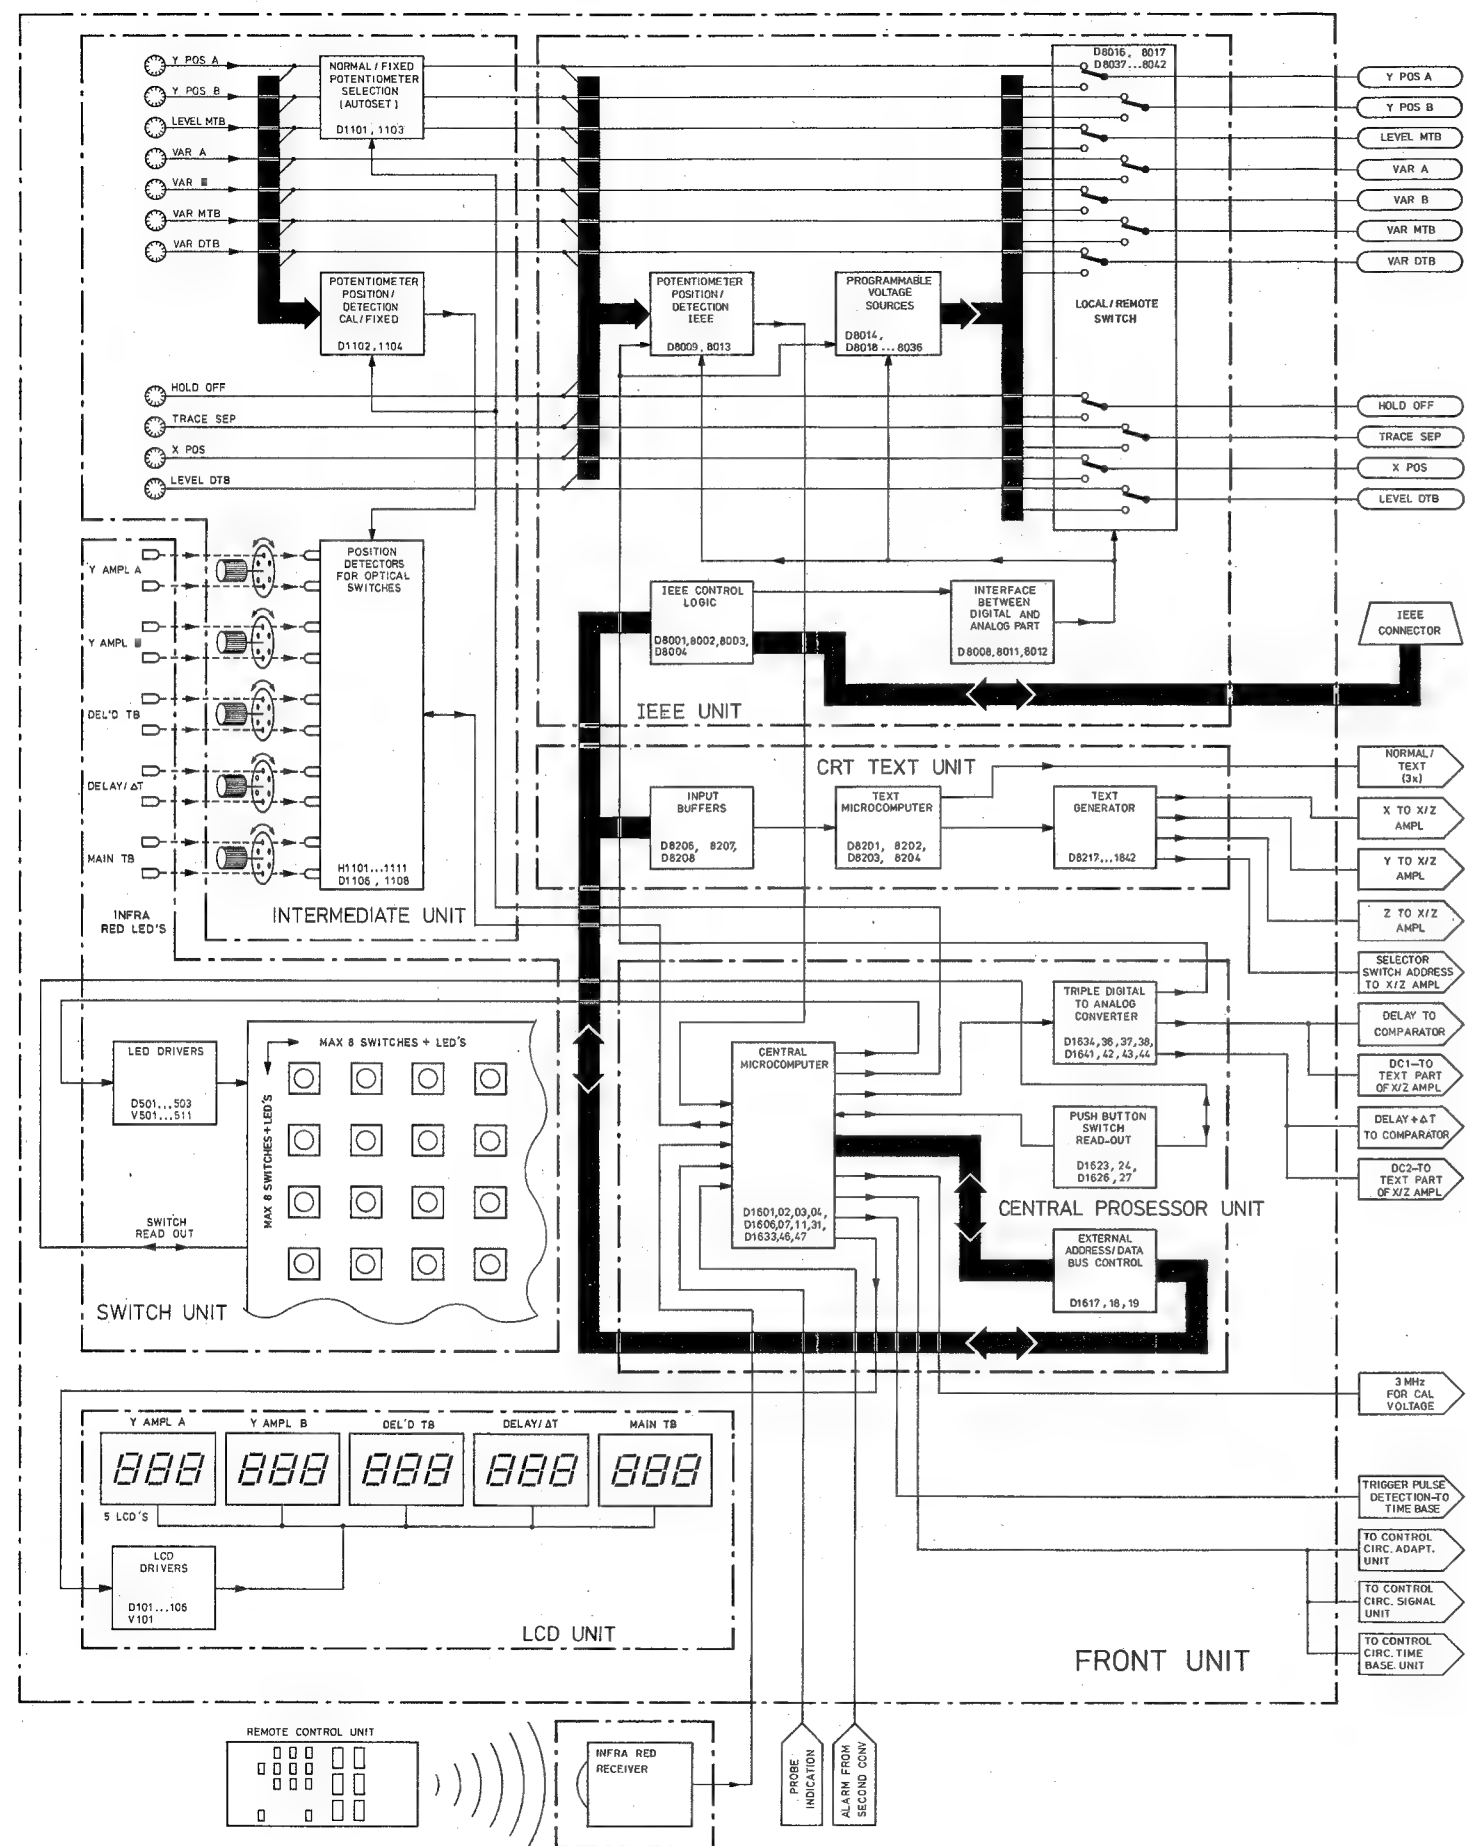 Y POS A
Y POS B
LEVEL MTB
VAR A
VAR
VAR MTB
VAR DTB
NORMAL/FIXED
POTENTIOMETER
SELECTION
(AUTOSET)
D1101, 1103
POTENTIOMETER
POSITION/
DETECTION
CAL/FIXED
D1102, 1104
HOLD OFF
TRACE SEP
X POS
LEVEL DTB
POTENTIOMETER
POSITION/
DETECTION
IEEE
D8009, 8013
PROGRAMMABLE
VOLTAGE
SOURCES
D8014,
D8018...8036
D8016, 8017
D8037...8042
LOCAL/REMOTE
SWITCH
Y POS A
Y POS B
LEVEL MTB
VAR A
VAR B
VAR MTB
VAR DTB
HOLD OFF
TRACE SEP
X POS
LEVEL DTB
Y AMPL A
Y AMPL
DEL'D TB
DELAY/ΔT
MAIN TB
INFRA
RED LED'S
POSITION
DETECTORS
FOR OPTICAL
SWITCHES
H1101...1111
D1106, 1108
INTERMEDIATE UNIT
IEEE CONTROL
LOGIC
D8001,8002,8003,
D8004
INTERFACE
BETWEEN
DIGITAL AND
ANALOG PART
D8008,8011,8012
IEEE UNIT
IEEE
CONNECTOR
CRT TEXT UNIT
INPUT
BUFFERS
D8206, 8207,
D8208
TEXT
MICROCOMPUTER
D8201, 8202,
D8203, 8204
TEXT
GENERATOR
D8217...1842
NORMAL/
TEXT
(3x)
X TO X/Z
AMPL
Y TO X/Z
AMPL
Z TO X/Z
AMPL
SELECTOR
SWITCH ADDRESS
TO X/Z AMPL
DELAY TO
COMPARATOR
DC1-TO
TEXT PART
OF X/Z AMPL
DELAY+ΔT
TO COMPARATOR
DC2-TO
TEXT PART
OF X/Z AMPL
LED DRIVERS
D501...503
V501...511
MAX 8 SWITCHES + LED'S
MAX 8 SWITCHES+LED'S
SWITCH
READ OUT
SWITCH UNIT
CENTRAL
MICROCOMPUTER
D1601,02,03,04,
D1606,07,11,31,
D1633,46,47
TRIPLE DIGITAL
TO ANALOG
CONVERTER
D1634,36,37,38,
D1641,42,43,44
PUSH BUTTON
SWITCH
READ-OUT
D1623, 24,
D1626, 27
CENTRAL PROSESSOR UNIT
EXTERNAL
ADDRESS/DATA
BUS CONTROL
D1617, 18, 19
3 MHz
FOR CAL
VOLTAGE
Y AMPL A
Y AMPL B
DEL'D TB
DELAY/ΔT
MAIN TB
888
888
888
888
888
5 LCD'S
LCD
DRIVERS
D101...106
V101
LCD UNIT
TRIGGER PULSE
DETECTION-TO
TIME BASE
TO CONTROL
CIRC. ADAPT.
UNIT
TO CONTROL
CIRC. SIGNAL
UNIT
TO CONTROL
CIRC. TIME
BASE UNIT
FRONT UNIT
REMOTE CONTROL UNIT
INFRA RED
RECEIVER
PROBE
INDICATION
ALARM FROM
SECOND CONV